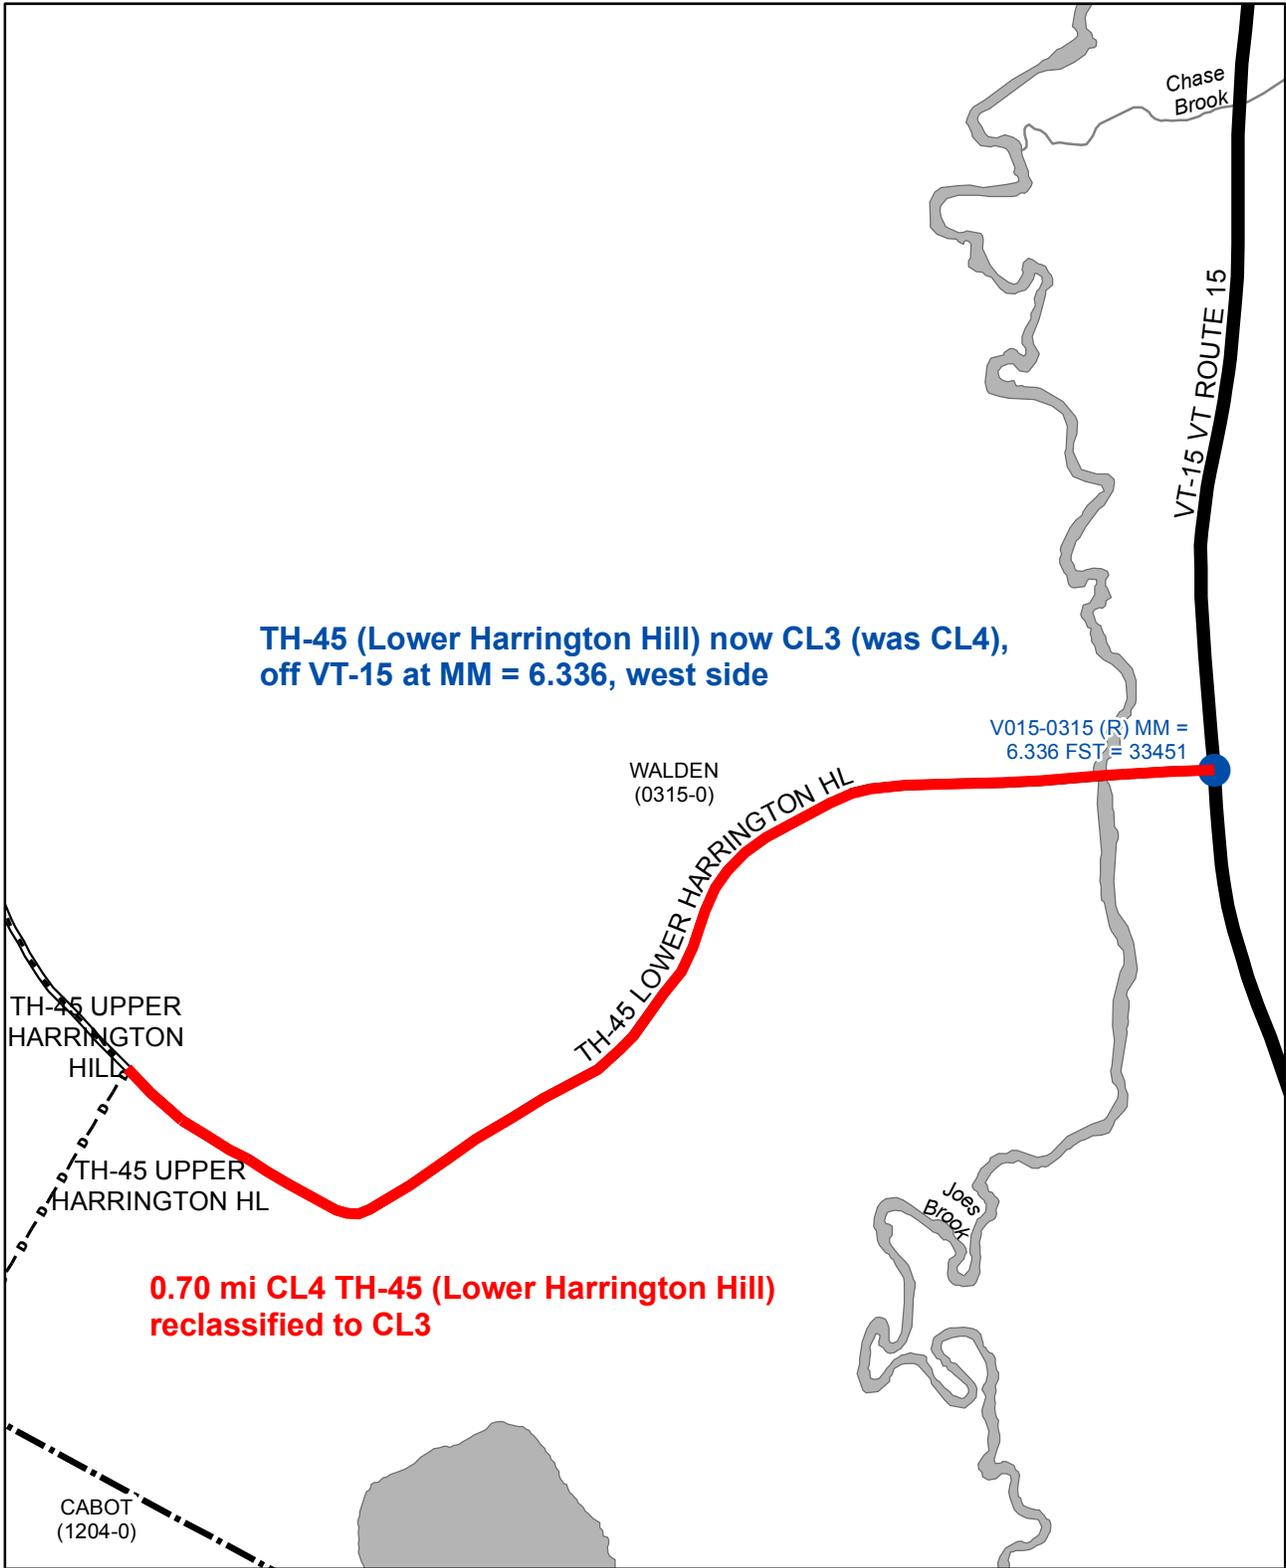 Chase
Brook
VT-15 VT ROUTE 15
TH-45 (Lower Harrington Hill) now CL3 (was CL4),
off VT-15 at MM = 6.336, west side
V015-0315 (R) MM =
6.336 FST = 33451
WALDEN
(0315-0)
TH-45 LOWER HARRINGTON HL
TH-45 UPPER
HARRINGTON
HILL
D
D
D
D
TH-45 UPPER
HARRINGTON HL
Joes
Brook
0.70 mi CL4 TH-45 (Lower Harrington Hill)
reclassified to CL3
CABOT
(1204-0)